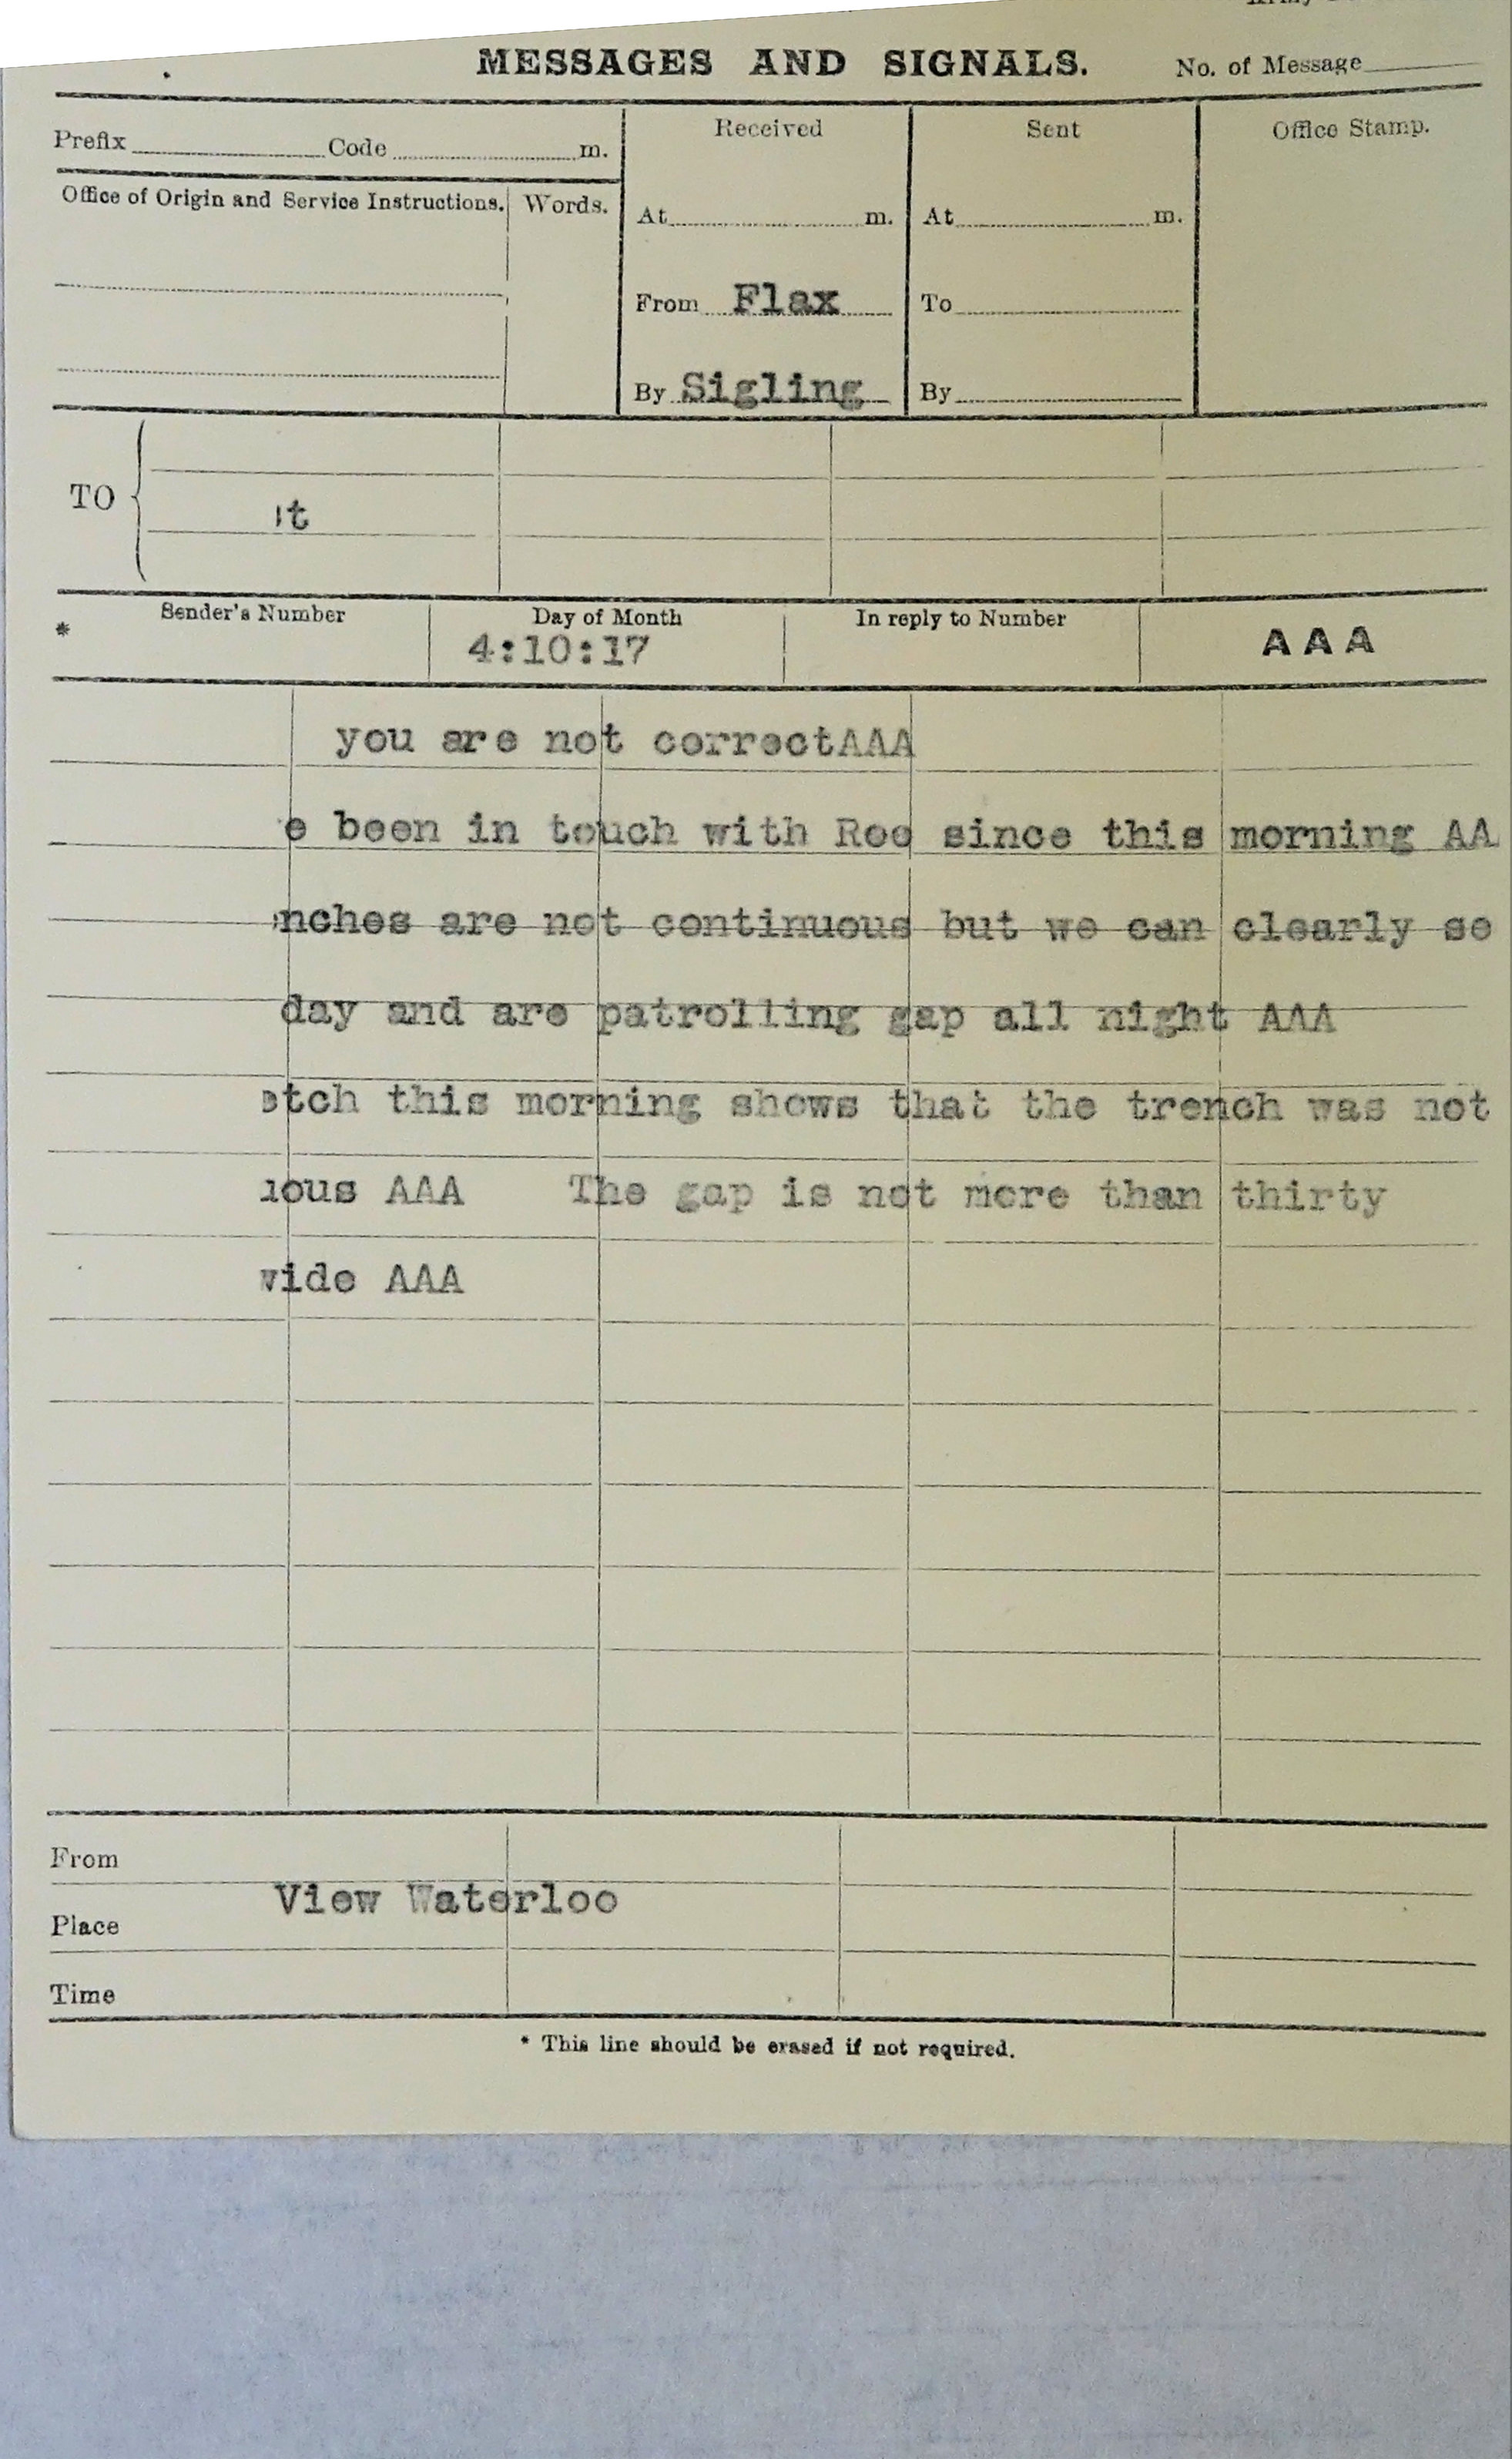 MESSAGES AND SIGNALS.
No. of Message
Prefix Code m.
Received
Sent
Office Stamp.
Office of Origin and Service Instructions. Words.
At m.
At m.
From Flax
To
By Sigling
By
TO
Sender's Number
Day of Month
In reply to Number
* 4:10:17 AAA
you are not correctAAA
e been in touch with Roe since this morning AA
nches are not continuous but we can clearly se
day and are patrolling gap all night AAA
etch this morning shows that the trench was not
uous AAA The gap is not more than thirty
wide AAA
From
View Waterloo
Place
Time
* This line should be erased if not required.